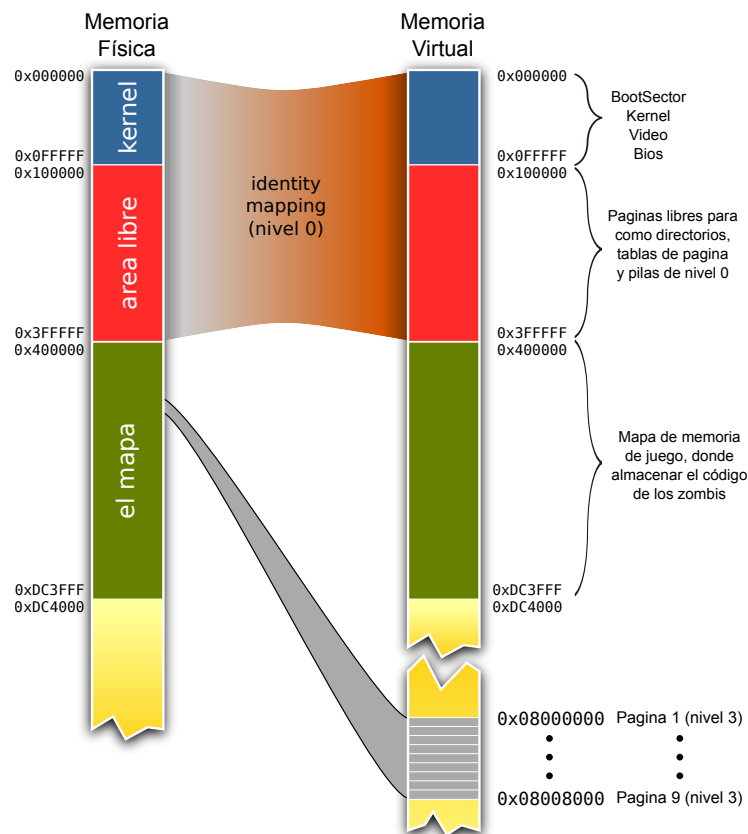 Memoria
Física
Memoria
Virtual
0x000000
kernel
0x0FFFFF
0x100000
area libre
0x3FFFFF
0x400000
el mapa
0xDC3FFF
0xDC4000
identity
mapping
(nivel 0)
0x000000
0x0FFFFF
0x100000
0x3FFFFF
0x400000
0xDC3FFF
0xDC4000
BootSector
Kernel
Video
Bios
Paginas libres para
como directorios,
tablas de pagina
y pilas de nivel 0
Mapa de memoria
de juego, donde
almacenar el código
de los zombis
0x08000000 Pagina 1 (nivel 3)
0x08008000 Pagina 9 (nivel 3)